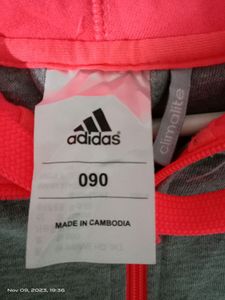 adidas
090
MADE IN CAMBODIA
climalite
Nov 09, 2023, 19:36